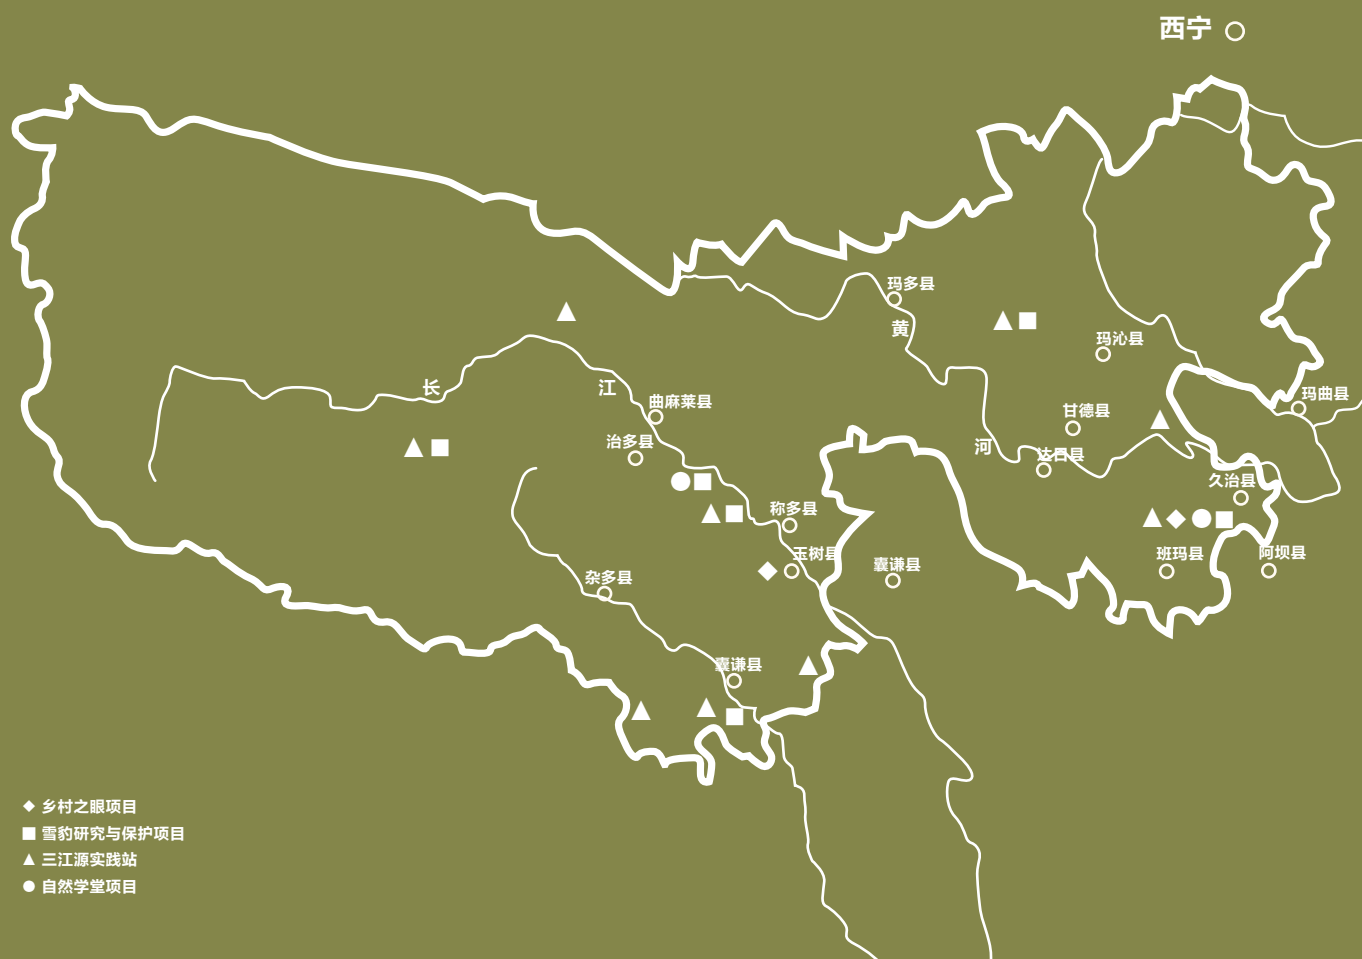 西宁
玛多县
黄
玛沁县
长
江
曲麻莱县
玛曲县
甘德县
治多县
河
达日县
久治县
称多县
玉树县
班玛县
阿坝县
囊谦县
杂多县
囊谦县
乡村之眼项目
雪豹研究与保护项目
三江源实践站
自然学堂项目